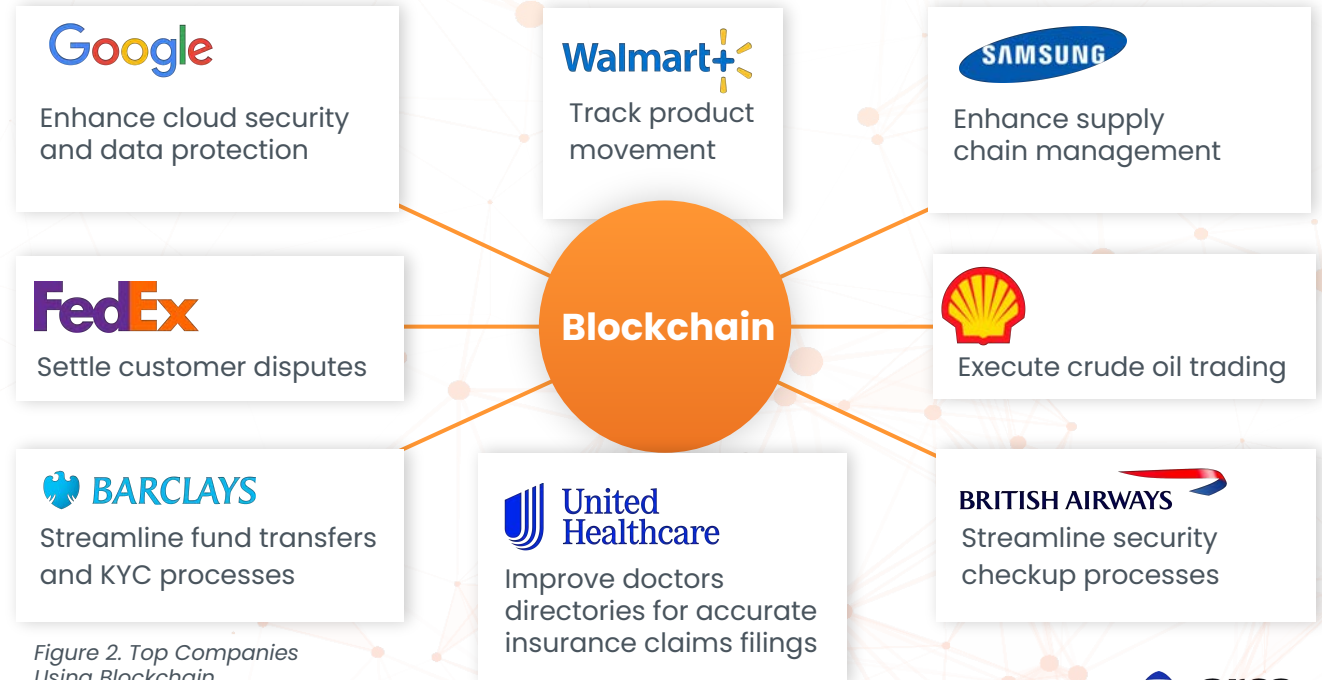 Google
Enhance cloud security
and data protection
Walmart+
Track product
movement
SAMSUNG
Enhance supply
chain management
FedEx
Settle customer disputes
Blockchain
Execute crude oil trading
BARCLAYS
Streamline fund transfers
and KYC processes
United
Healthcare
Improve doctors
directories for accurate
insurance claims filings
BRITISH AIRWAYS
Streamline security
checkup processes
Figure 2. Top Companies
Using Blockchain